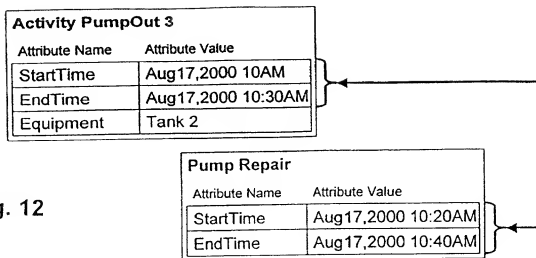 Activity PumpOut 3
Attribute Name Attribute Value
StartTime Aug17,2000 10AM
EndTime Aug17,2000 10:30AM
Equipment Tank 2
Pump Repair
Attribute Name Attribute Value
StartTime Aug17,2000 10:20AM
EndTime Aug17,2000 10:40AM
g. 12